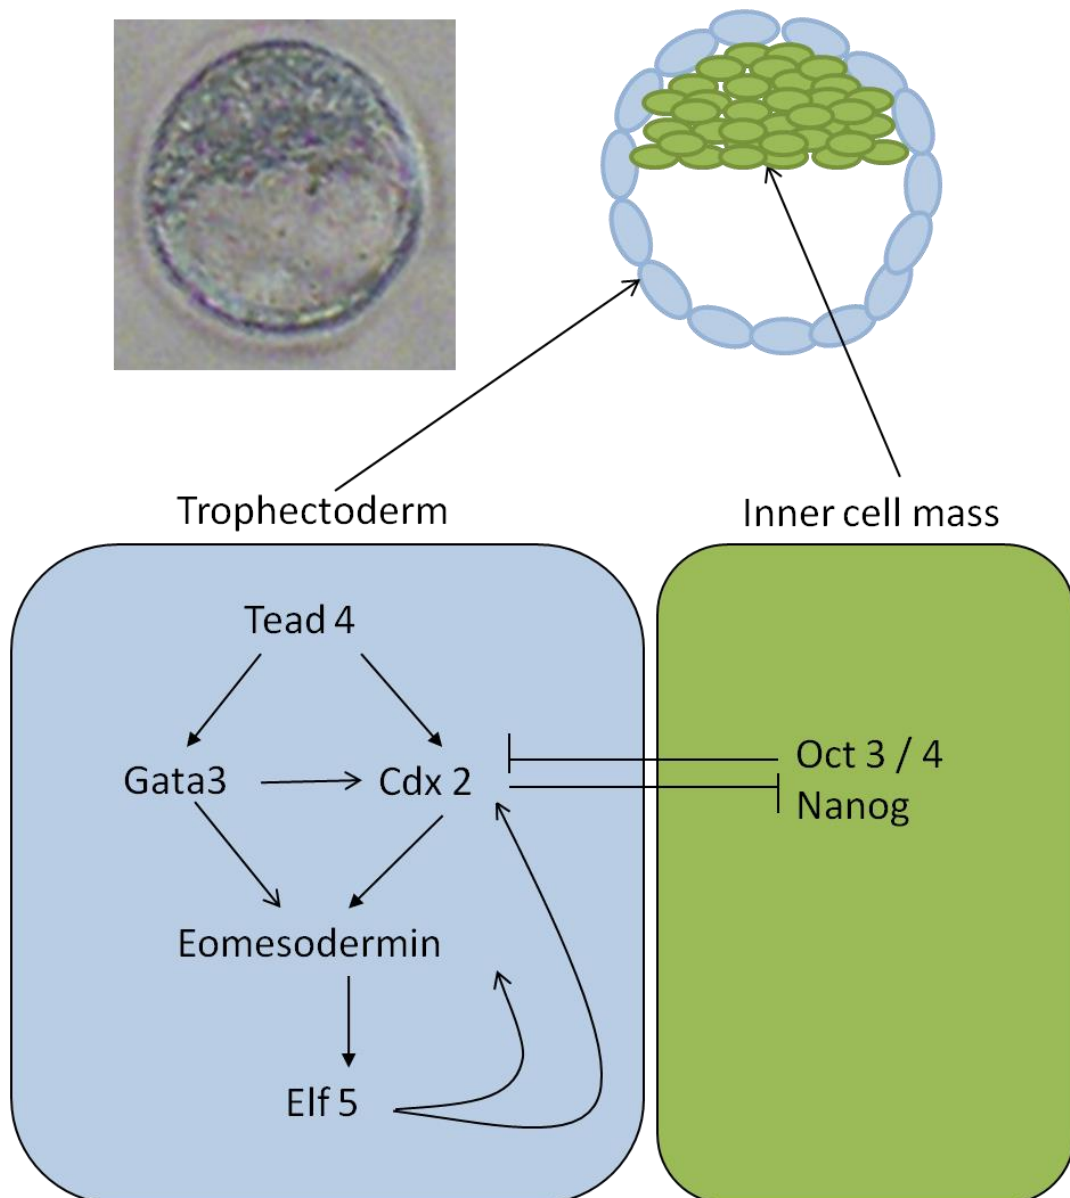 Trophectoderm
Inner cell mass
Tead 4
Gata3
Cdx 2
Oct 3 / 4
Nanog
Eomesodermin
Elf 5